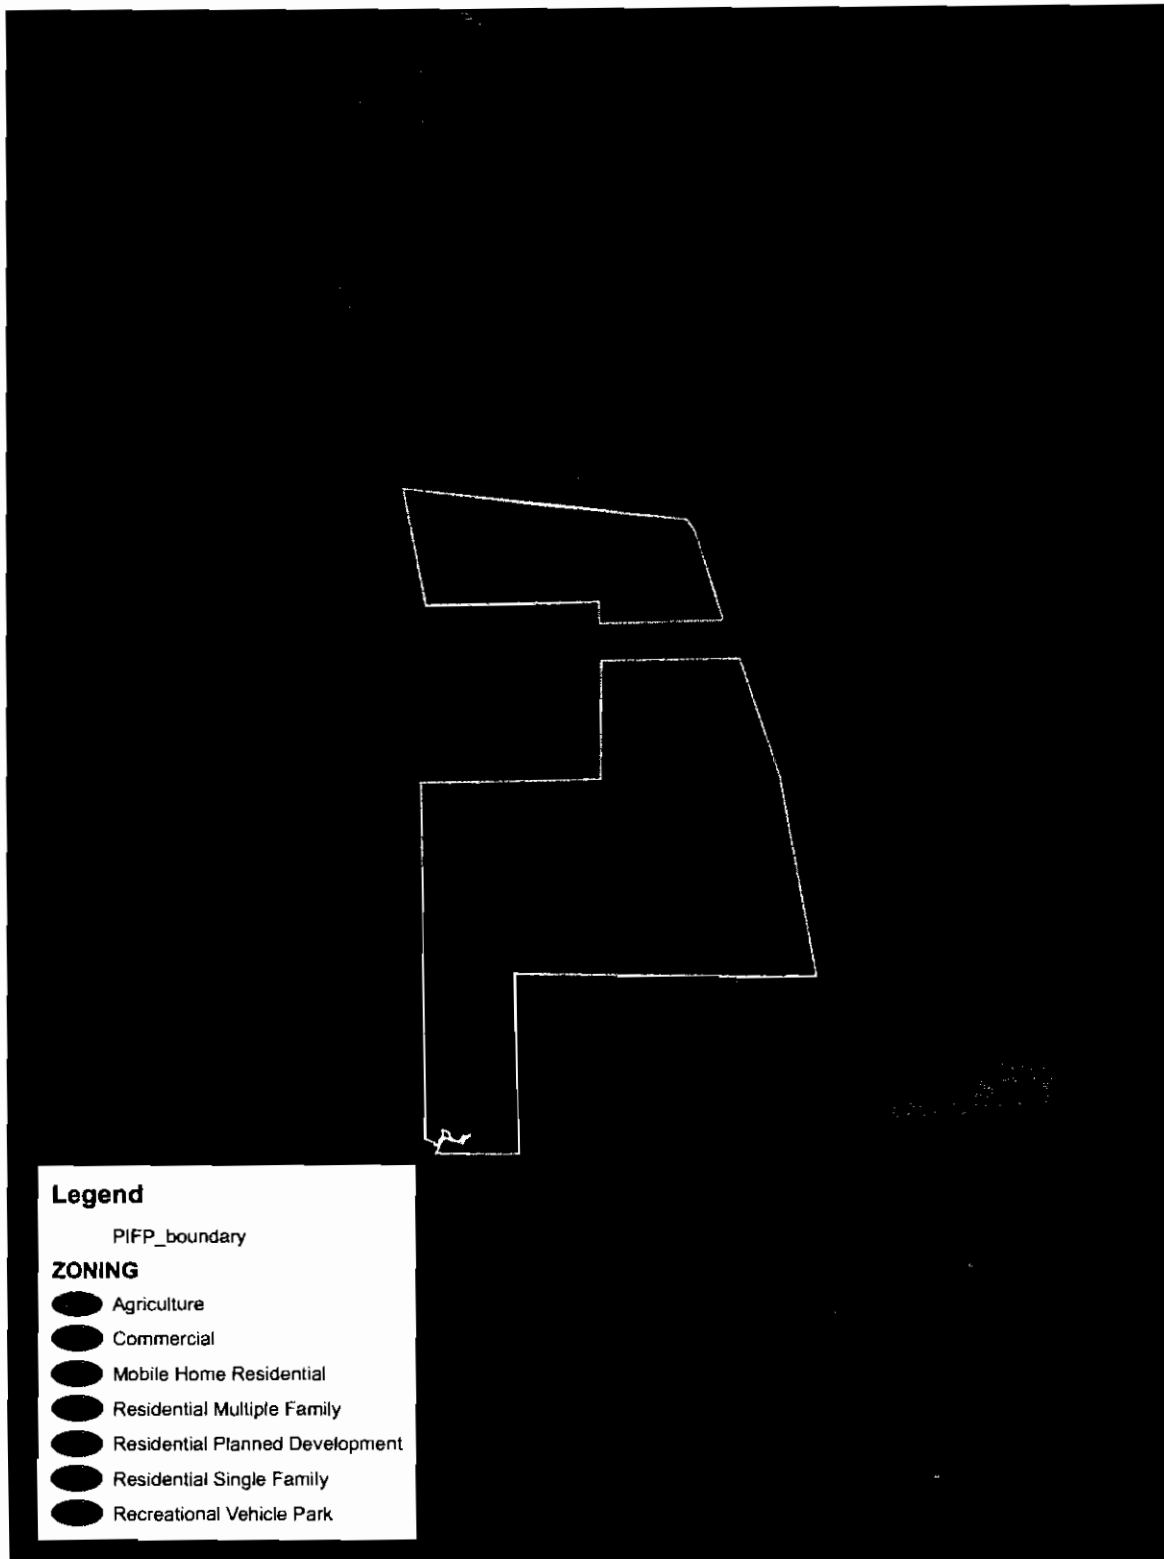 Legend
PIFP_boundary
ZONING
Agriculture
Commercial
Mobile Home Residential
Residential Multiple Family
Residential Planned Development
Residential Single Family
Recreational Vehicle Park